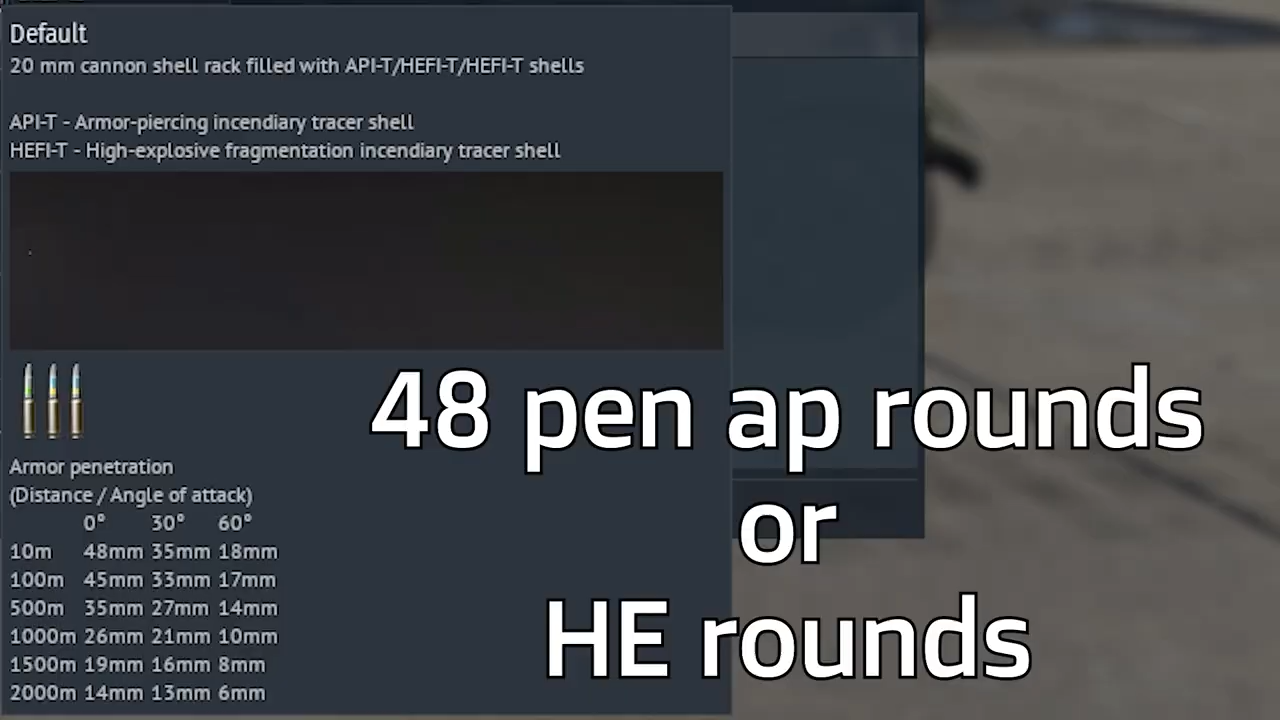 Default
20 mm cannon shell rack filled with API-T/HEFI-T/HEFI-T shells
API-T - Armor-piercing incendiary tracer shell
HEFI-T - High-explosive fragmentation incendiary tracer shell
48 pen ap rounds
or
HE rounds
Armor penetration
(Distance / Angle of attack)
0° 30° 60°
10m 48mm 35mm 18mm
100m 45mm 33mm 17mm
500m 35mm 27mm 14mm
1000m 26mm 21mm 10mm
1500m 19mm 16mm 8mm
2000m 14mm 13mm 6mm